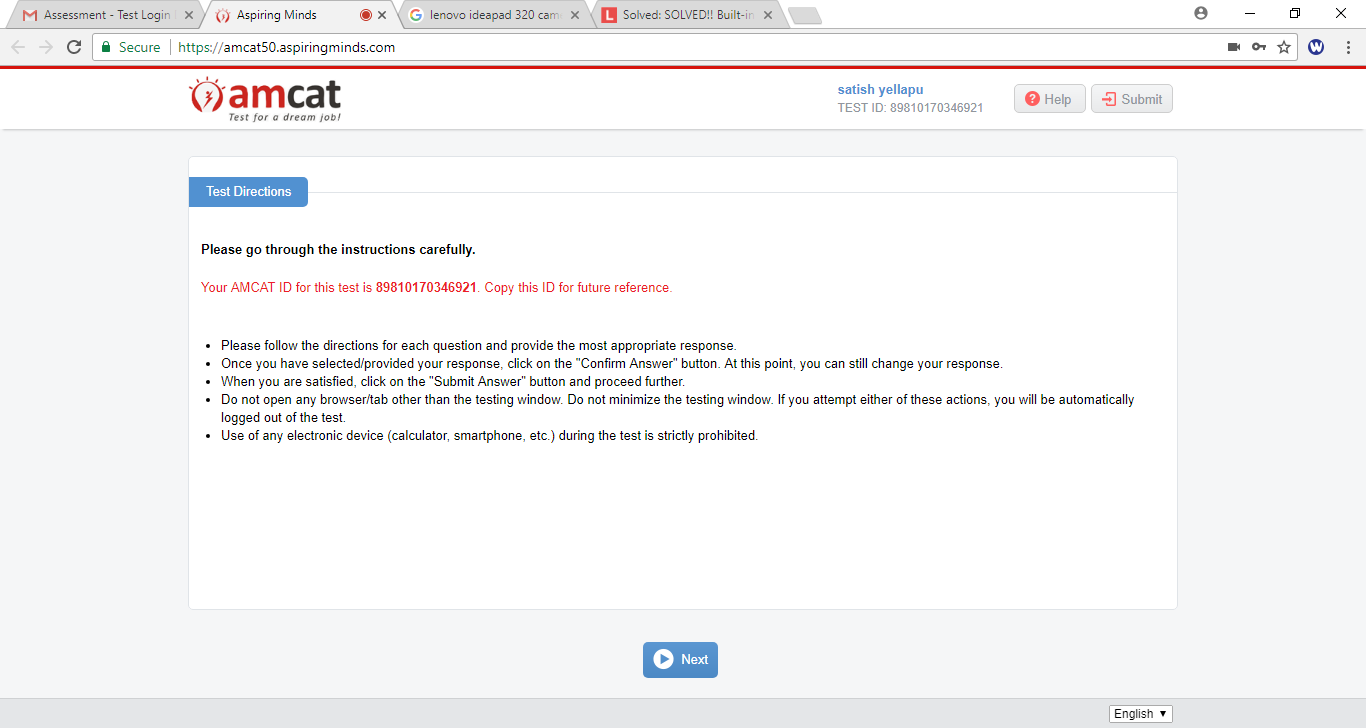 Assessment - Test Login
Aspiring Minds
lenovo ideapad 320 cam
Solved: SOLVED!! Built-in
Secure
https://amcat50.aspiringminds.com
amcat
Test for a dream job!
satish yellapu
TEST ID: 89810170346921
Help
Submit
Test Directions
Please go through the instructions carefully.
Your AMCAT ID for this test is 89810170346921. Copy this ID for future reference.
• Please follow the directions for each question and provide the most appropriate response.
• Once you have selected/provided your response, click on the "Confirm Answer" button. At this point, you can still change your response.
• When you are satisfied, click on the "Submit Answer" button and proceed further.
• Do not open any browser/tab other than the testing window. Do not minimize the testing window. If you attempt either of these actions, you will be automatically
logged out of the test.
• Use of any electronic device (calculator, smartphone, etc.) during the test is strictly prohibited.
Next
English